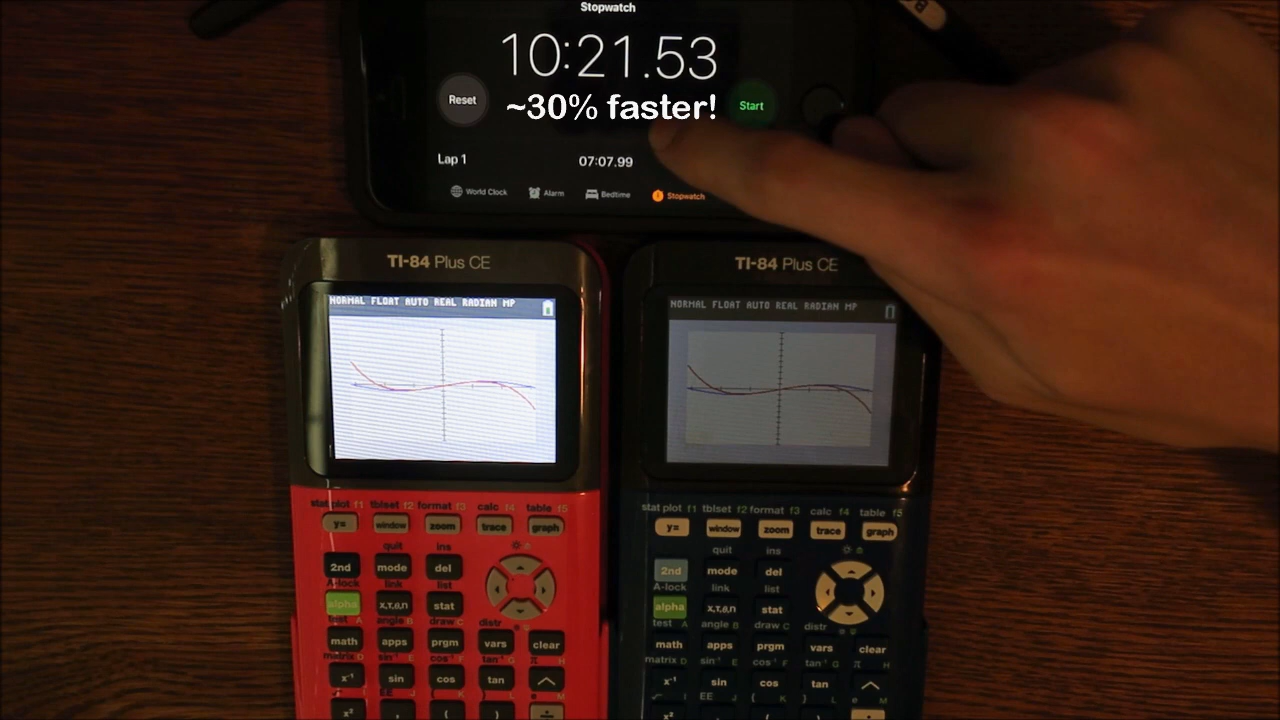 Stopwatch
10:21.53
Reset
~30% faster!
Start
Lap 1
07:07.99
World Clock
Alarm
Bedtime
Stopwatch
TI-84 Plus CE
NORMAL FLOAT AUTO REAL RADIAN MP
stat plot f1 tblset f2 format f3 calc f4 table f5
y= window zoom trace graph
quit ins
2nd mode del
A-lock link list
alpha X,T,θ,n stat
test A angle B draw C distr
math apps prgm vars clear
matrix D sin⁻¹ E cos⁻¹ F tan⁻¹ G π H
x⁻¹ sin cos tan ^
EE J
x² , ( ) ÷
TI-84 Plus CE
NORMAL FLOAT AUTO REAL RADIAN MP
stat plot f1 tblset f2 format f3 calc f4 table f5
y= window zoom trace graph
quit ins
2nd mode del
A-lock link list
alpha X,T,θ,n stat
test A angle B draw C distr
math apps prgm vars clear
matrix D sin⁻¹ E cos⁻¹ F tan⁻¹ G π H
x⁻¹ sin cos tan ^
√ I EE J { K } L e M
x² , ( ) ÷